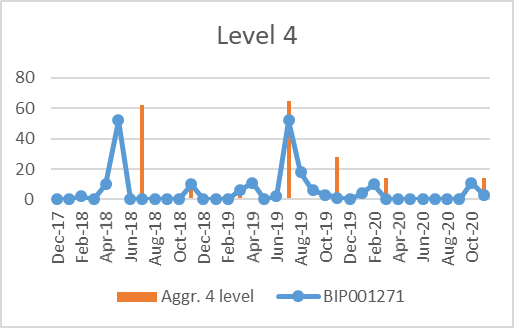 Level 4
80
60
40
20
0
Dec-17
Feb-18
Apr-18
Jun-18
Aug-18
Oct-18
Dec-18
Feb-19
Apr-19
Jun-19
Aug-19
Oct-19
Dec-19
Feb-20
Apr-20
Jun-20
Aug-20
Oct-20
Aggr. 4 level BIP001271